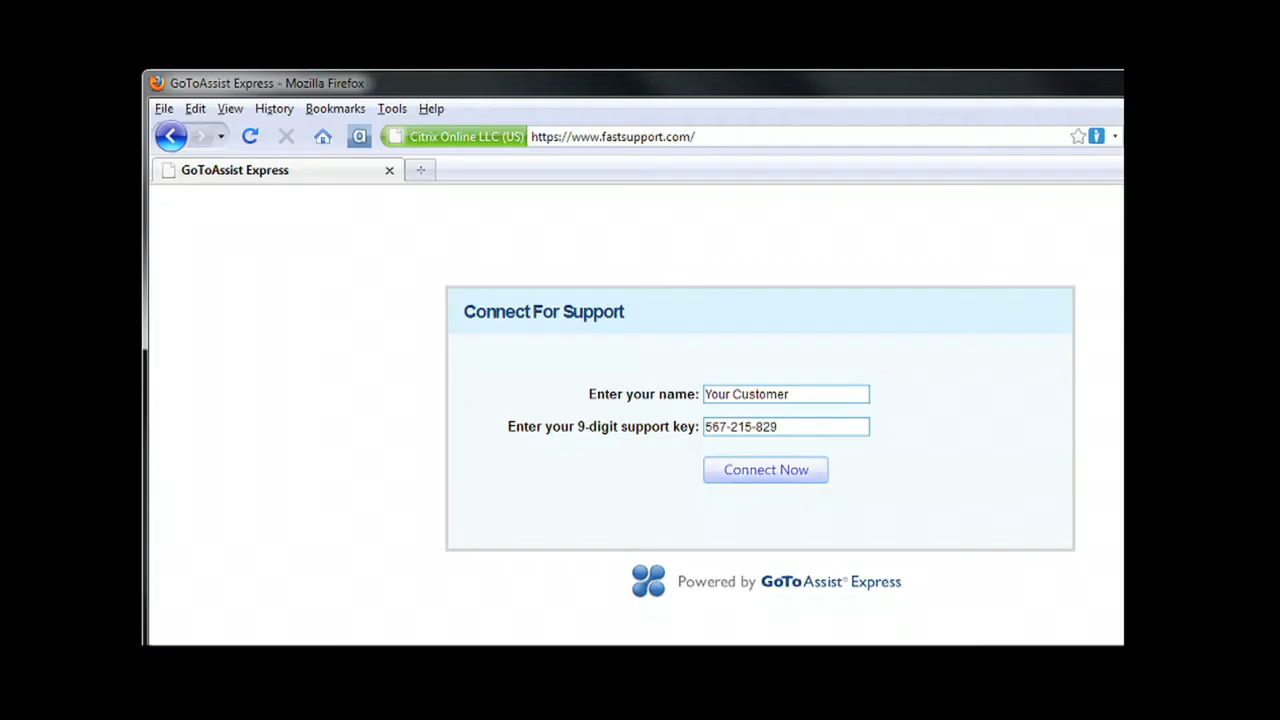 GoToAssist Express - Mozilla Firefox
File Edit View History Bookmarks Tools Help
Citrix Online LLC (US) https://www.fastsupport.com/
GoToAssist Express
Connect For Support
Enter your name: Your Customer
Enter your 9-digit support key: 567-215-829
Connect Now
Powered by GoToAssist® Express